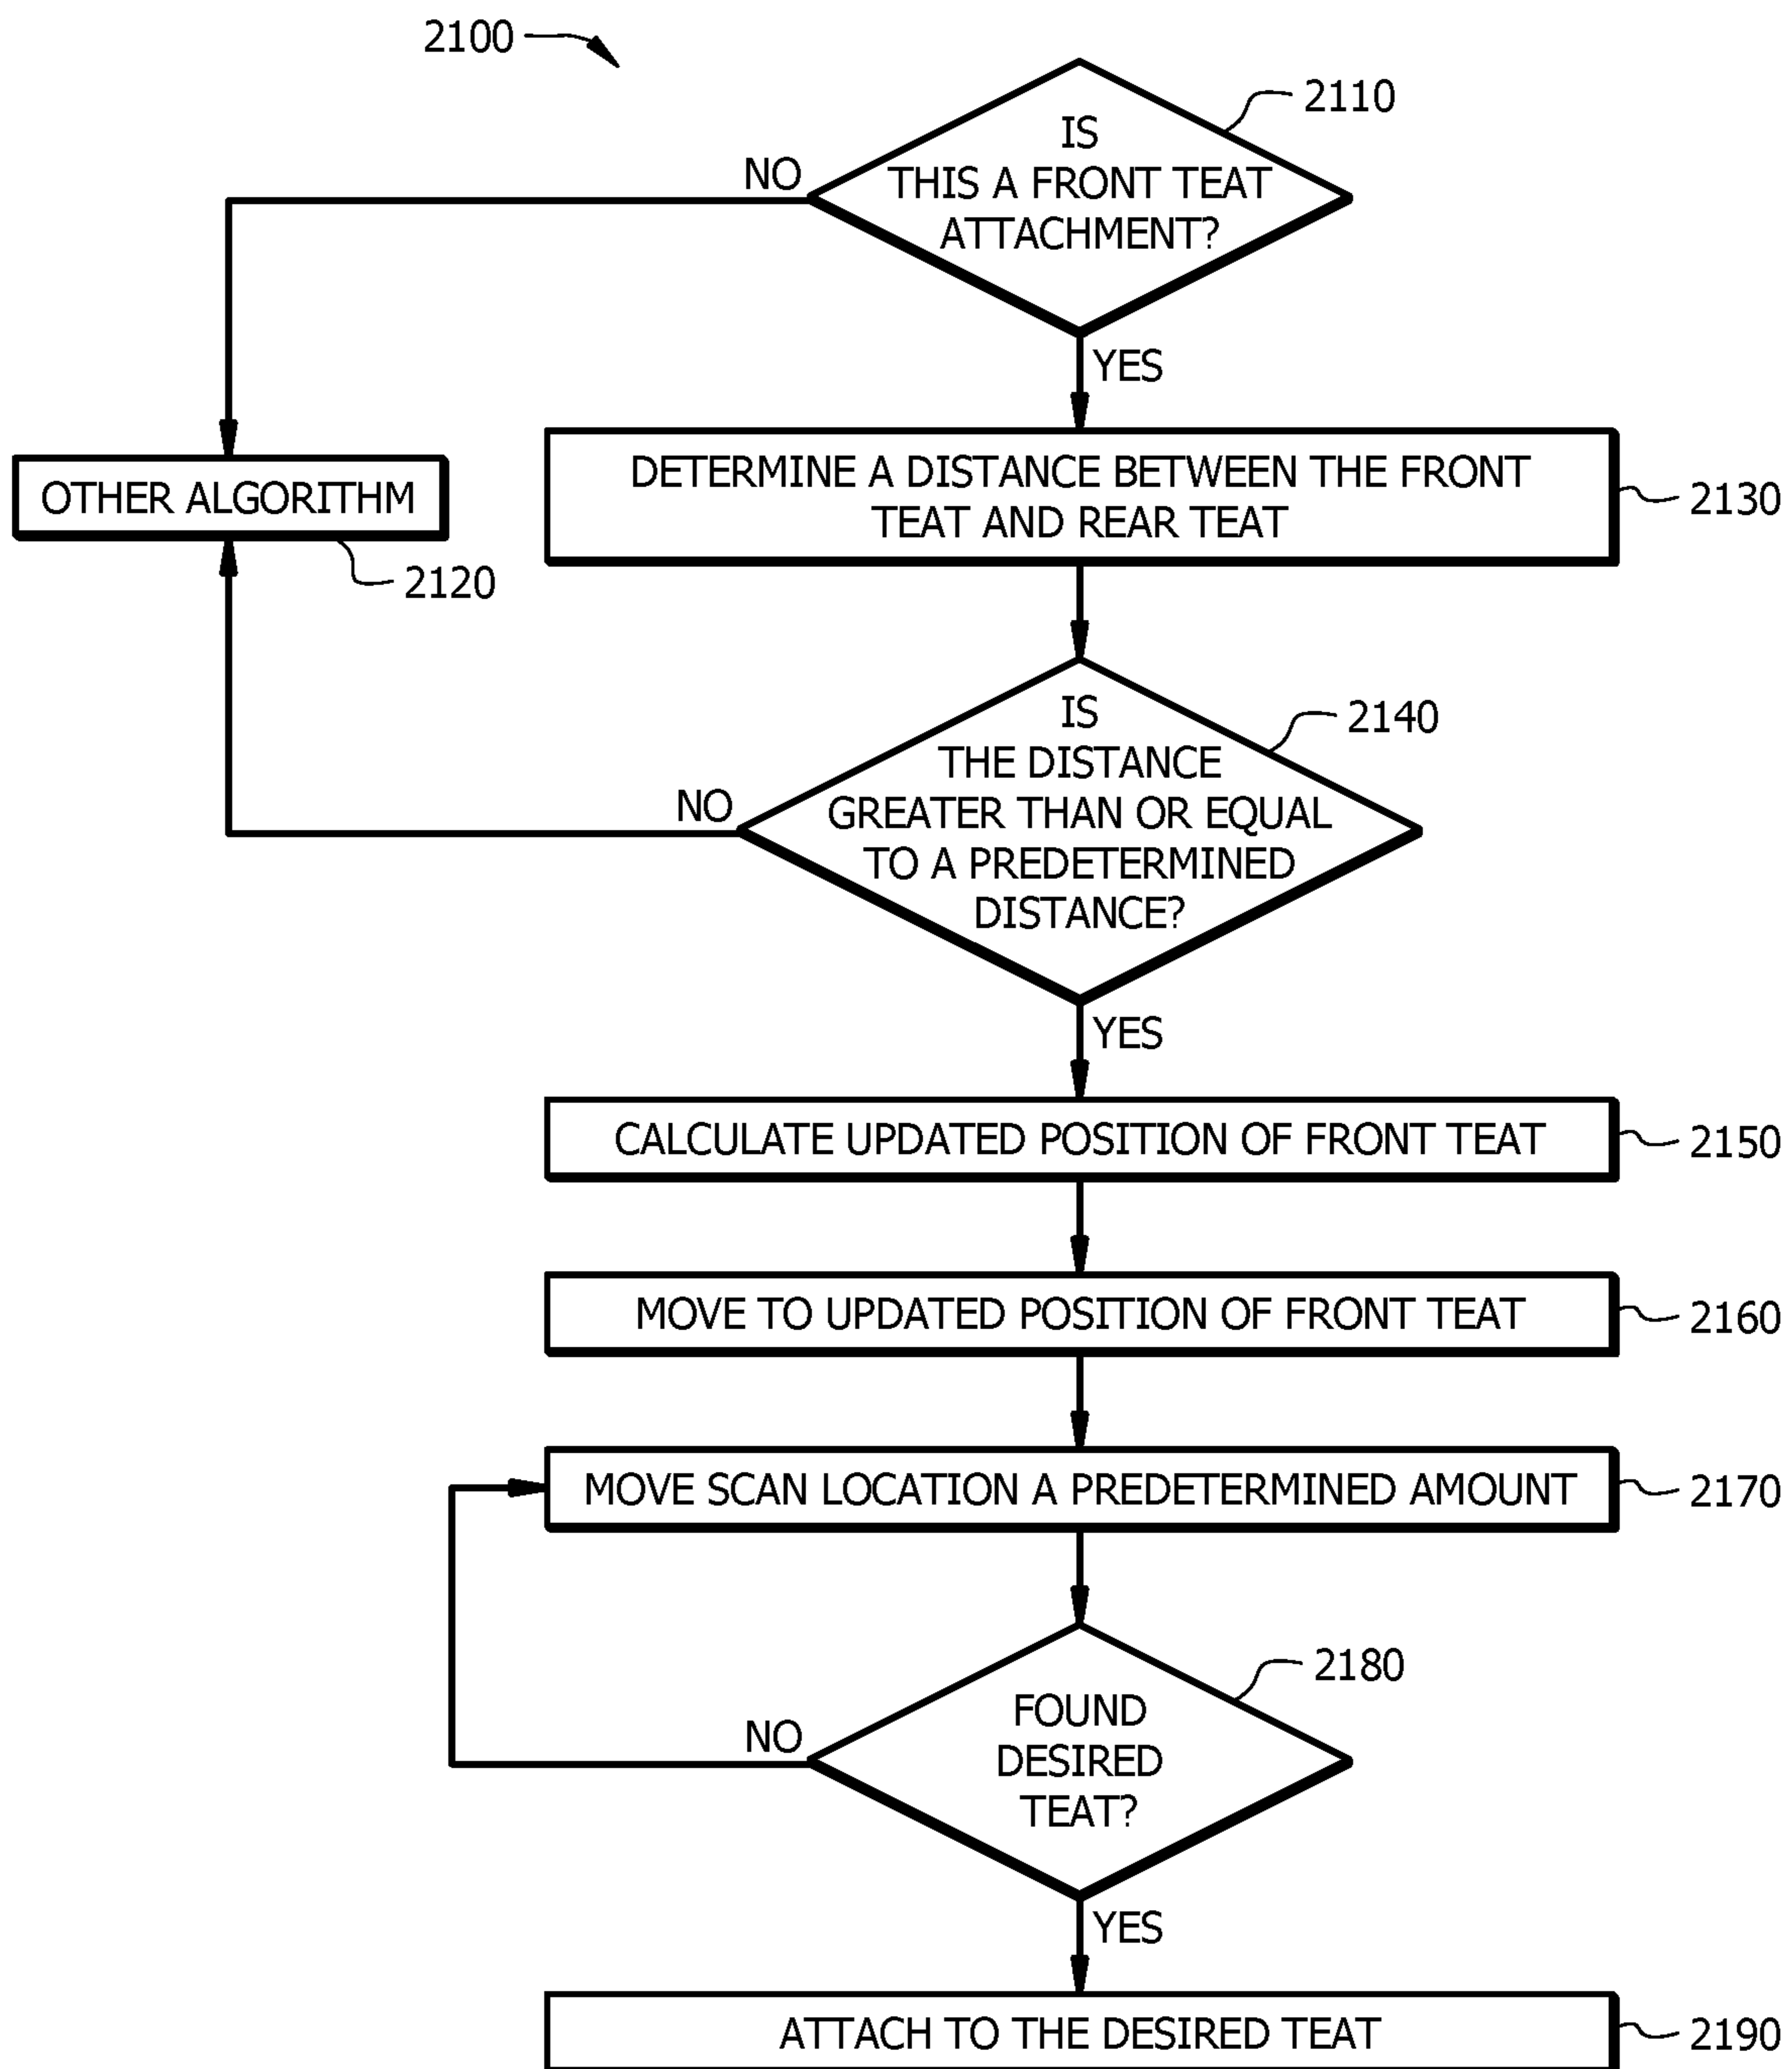 2100
2110
IS
THIS A FRONT TEAT
ATTACHMENT?
NO
YES
DETERMINE A DISTANCE BETWEEN THE FRONT
TEAT AND REAR TEAT
2130
OTHER ALGORITHM
2120
IS
THE DISTANCE
GREATER THAN OR EQUAL
TO A PREDETERMINED
DISTANCE?
2140
NO
YES
CALCULATE UPDATED POSITION OF FRONT TEAT
2150
MOVE TO UPDATED POSITION OF FRONT TEAT
2160
MOVE SCAN LOCATION A PREDETERMINED AMOUNT
2170
2180
FOUND
DESIRED
TEAT?
NO
YES
ATTACH TO THE DESIRED TEAT
2190